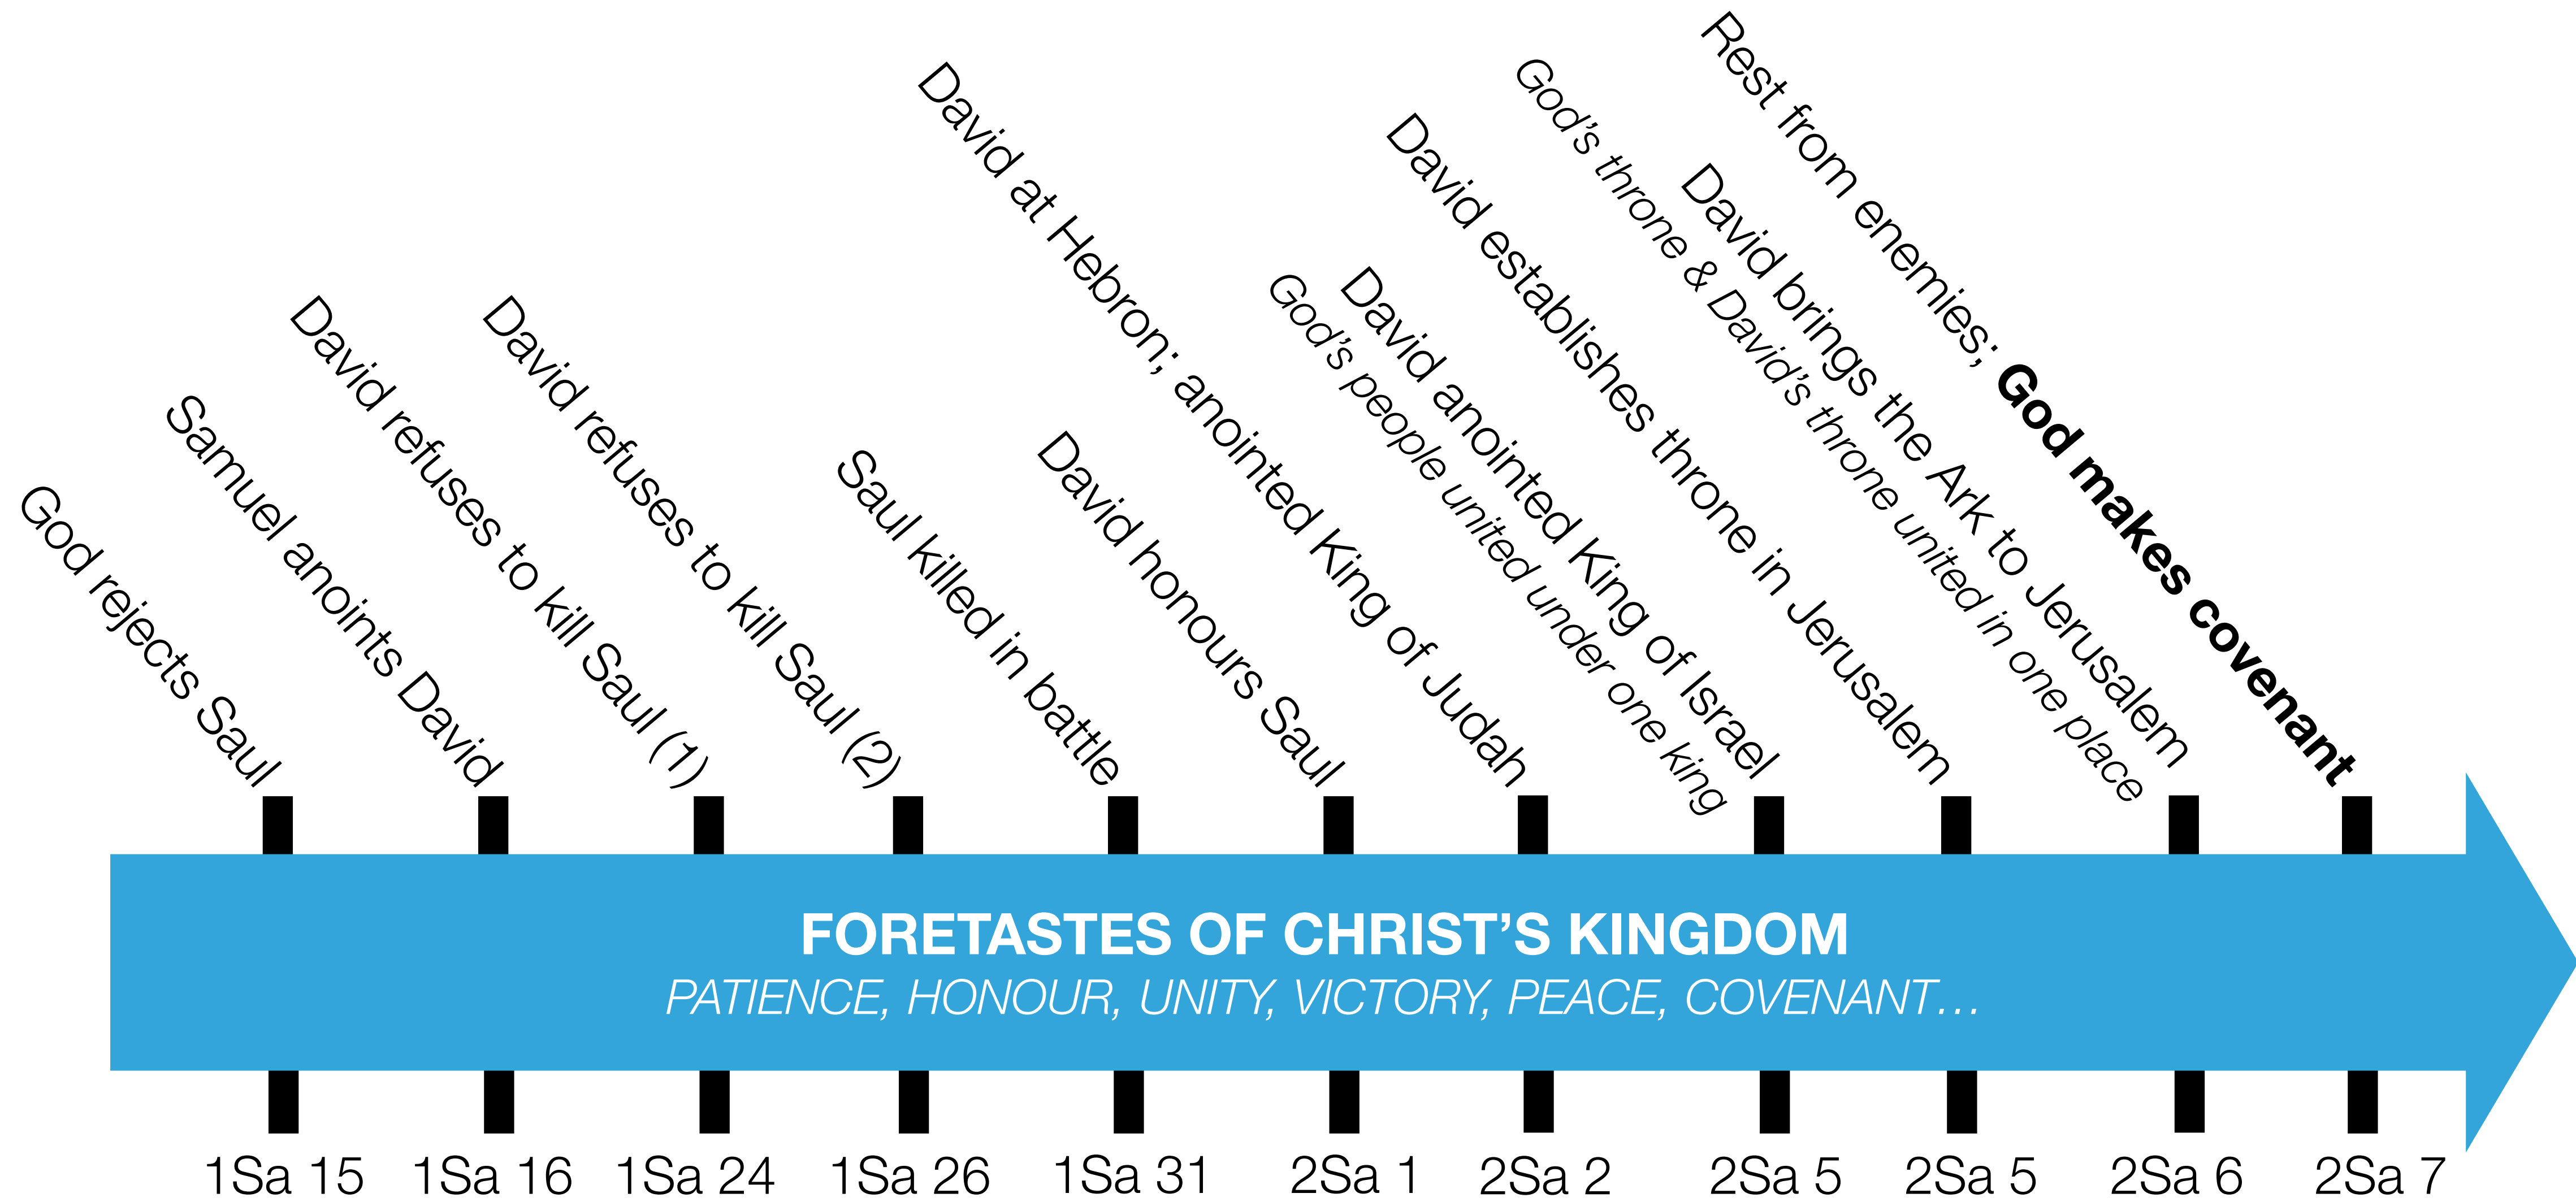 God rejects Saul
Samuel anoints David
David refuses to kill Saul (1)
David refuses to kill Saul (2)
Saul killed in battle
David honours Saul
David at Hebron; anointed King of Judah
David anointed King of Israel
God’s people united under one king
David establishes throne in Jerusalem
David brings the Ark to Jerusalem
God’s throne & David’s throne united in one place
Rest from enemies; God makes covenant
FORETASTES OF CHRIST’S KINGDOM
PATIENCE, HONOUR, UNITY, VICTORY, PEACE, COVENANT…
1Sa 15 1Sa 16 1Sa 24 1Sa 26 1Sa 31 2Sa 1 2Sa 2 2Sa 5 2Sa 5 2Sa 6 2Sa 7